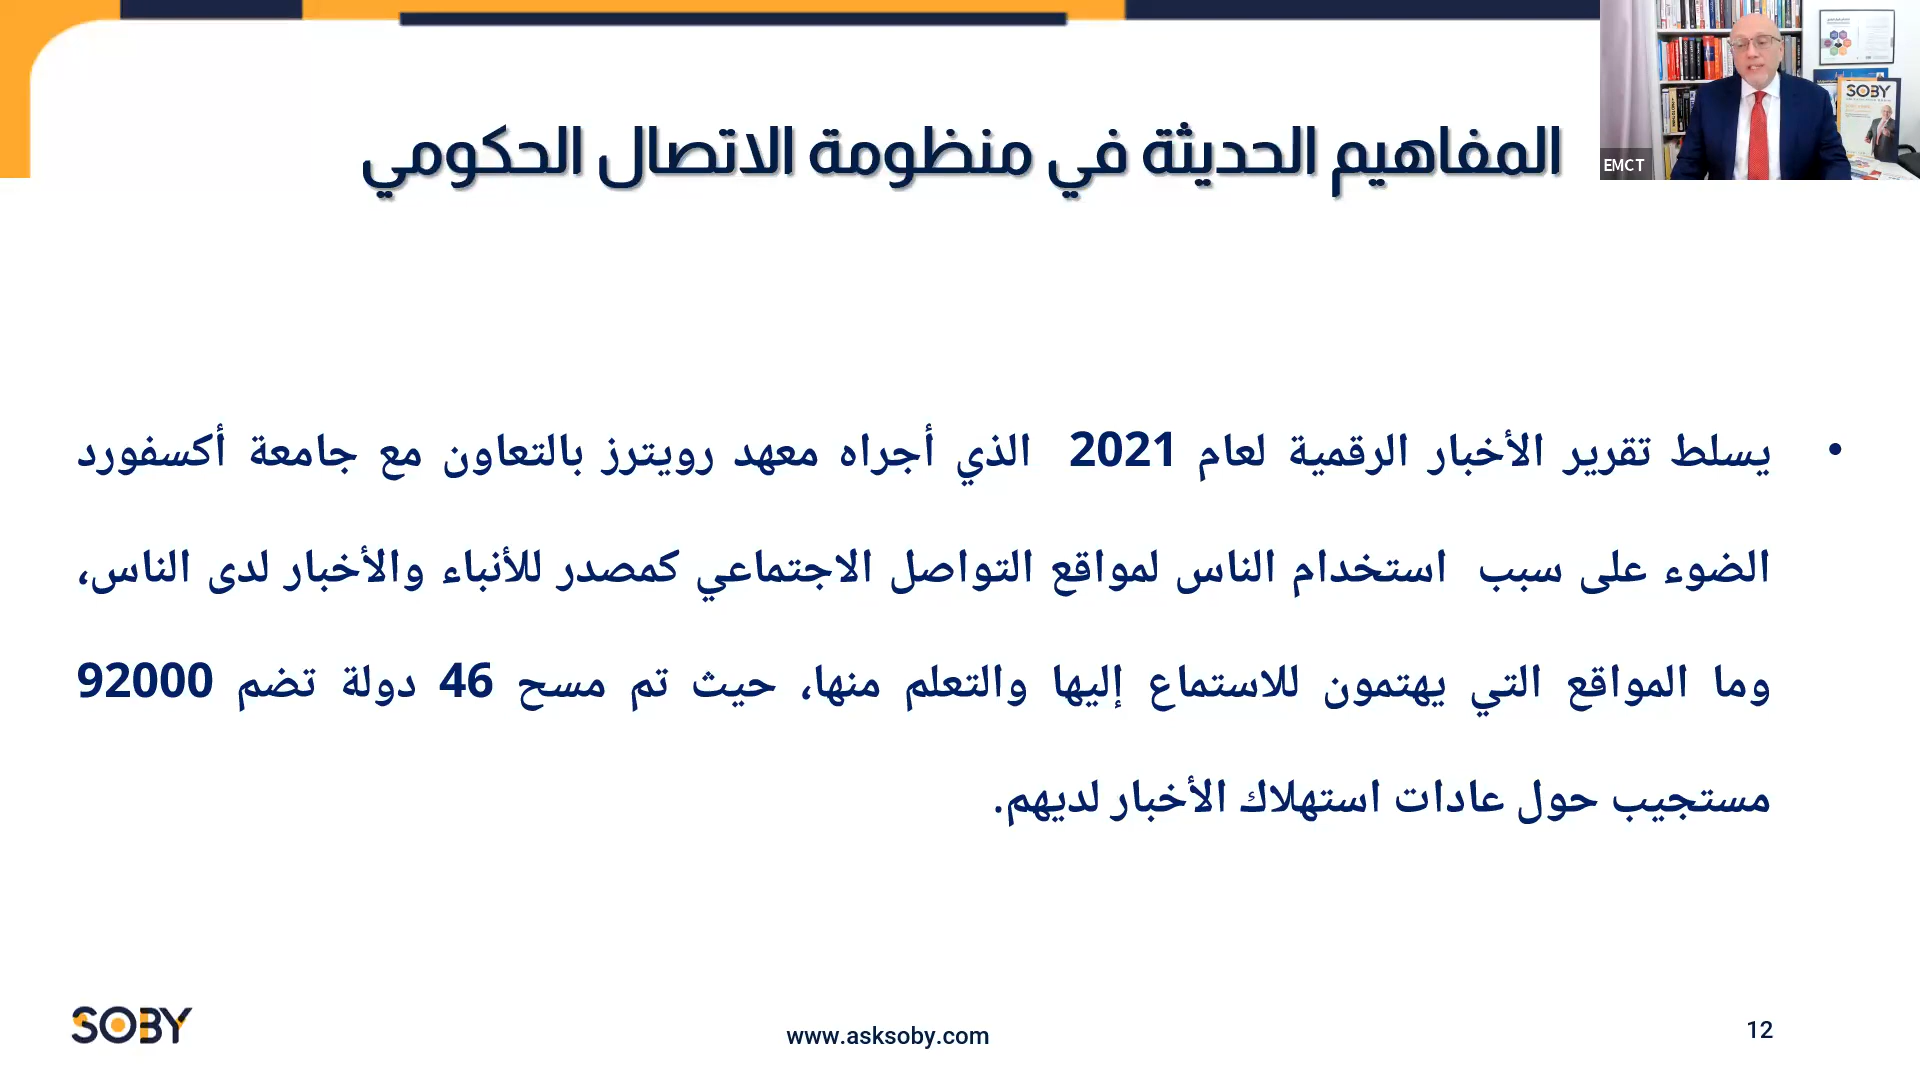 المفاهيم الحديثة في منظومة الاتصال الحكومي
SOBY
EMCT
• يسلط تقرير الأخبار الرقمية لعام 2021 الذي أجراه معهد رويترز بالتعاون مع جامعة أكسفورد
الضوء على سبب استخدام الناس لمواقع التواصل الاجتماعي كمصدر للأنباء والأخبار لدى الناس،
وما المواقع التي يهتمون للاستماع إليها والتعلم منها، حيث تم مسح 46 دولة تضم 92000
مستجيب حول عادات استهلاك الأخبار لديهم.
SOBY
www.asksoby.com
12